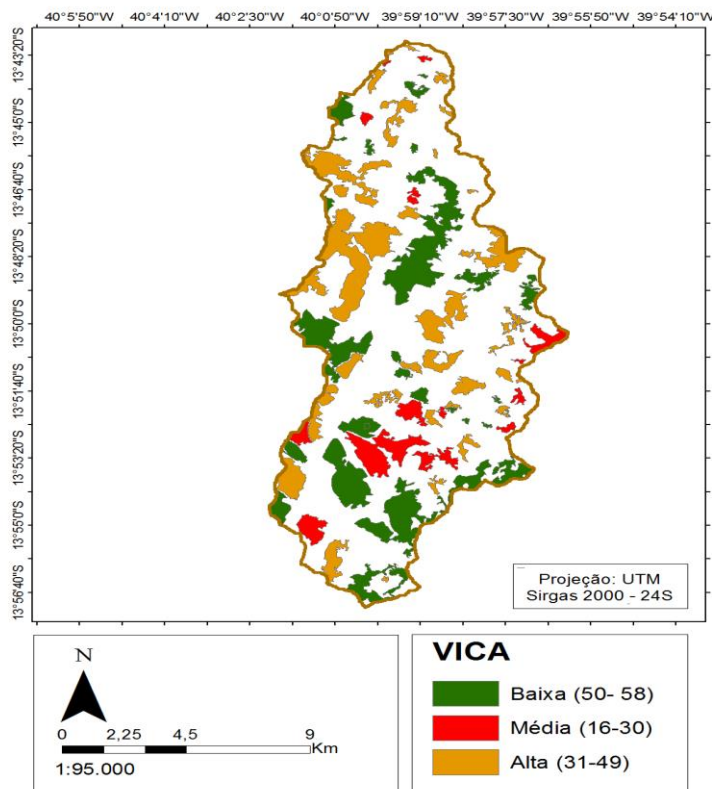 40°5'50"W 40°4'10"W 40°2'30"W 40°0'50"W 39°59'10"W 39°57'30"W 39°55'50"W 39°54'10"W
13°43'20"S
13°45'0"S
13°46'40"S
13°48'20"S
13°50'0"S
13°51'40"S
13°53'20"S
13°55'0"S
13°56'40"S
Projeção: UTM
Sirgas 2000 - 24S
N
0 2,25 4,5 9
Km
1:95.000
VICA
Baixa (50- 58)
Média (16-30)
Alta (31-49)